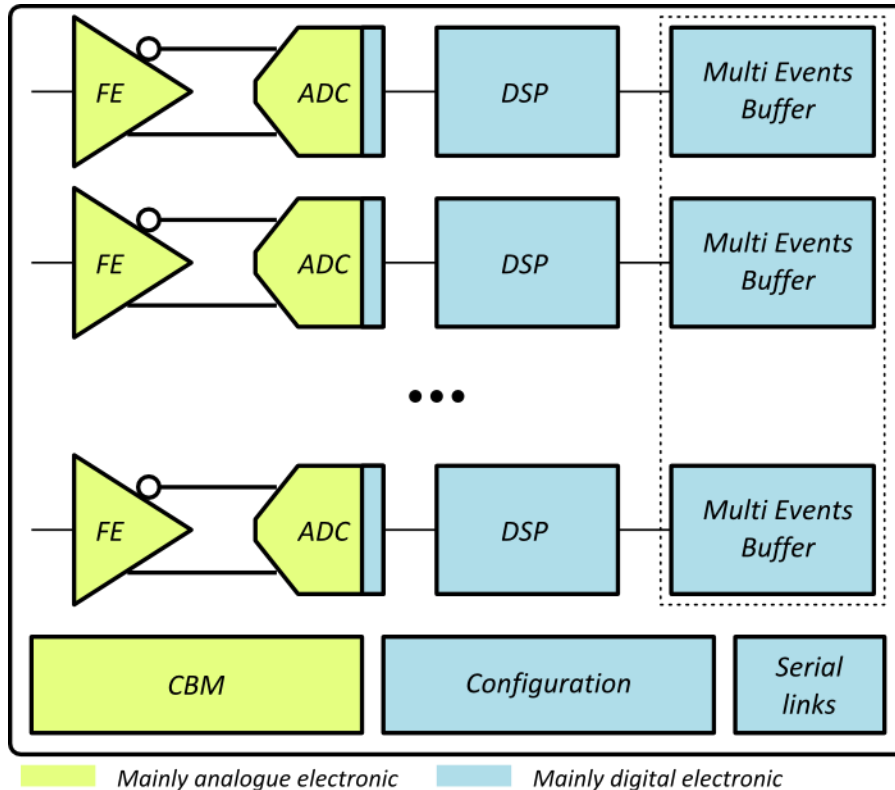 FE
ADC
DSP
Multi Events
Buffer
FE
ADC
DSP
Multi Events
Buffer
FE
ADC
DSP
Multi Events
Buffer
CBM
Configuration
Serial
links
Mainly analogue electronic
Mainly digital electronic